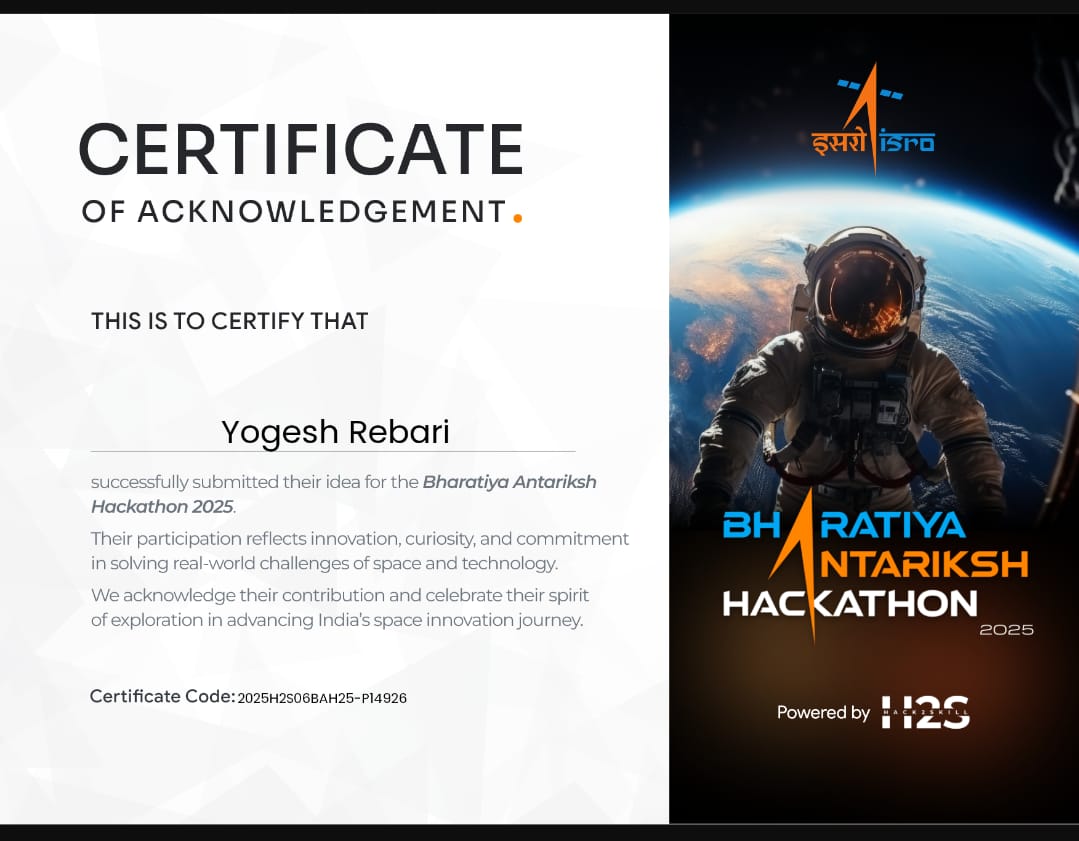 CERTIFICATE
OF ACKNOWLEDGEMENT.
THIS IS TO CERTIFY THAT
Yogesh Rebari
successfully submitted their idea for the Bharatiya Antariksh
Hackathon 2025.
Their participation reflects innovation, curiosity, and commitment
in solving real-world challenges of space and technology.
We acknowledge their contribution and celebrate their spirit
of exploration in advancing India's space innovation journey.
Certificate Code: 2025H2S06BAH25-P14926
इसरो isro
BHARATIYA
ANTARIKSH
HACKATHON
2025
Powered by H2S
HACK2SKILL